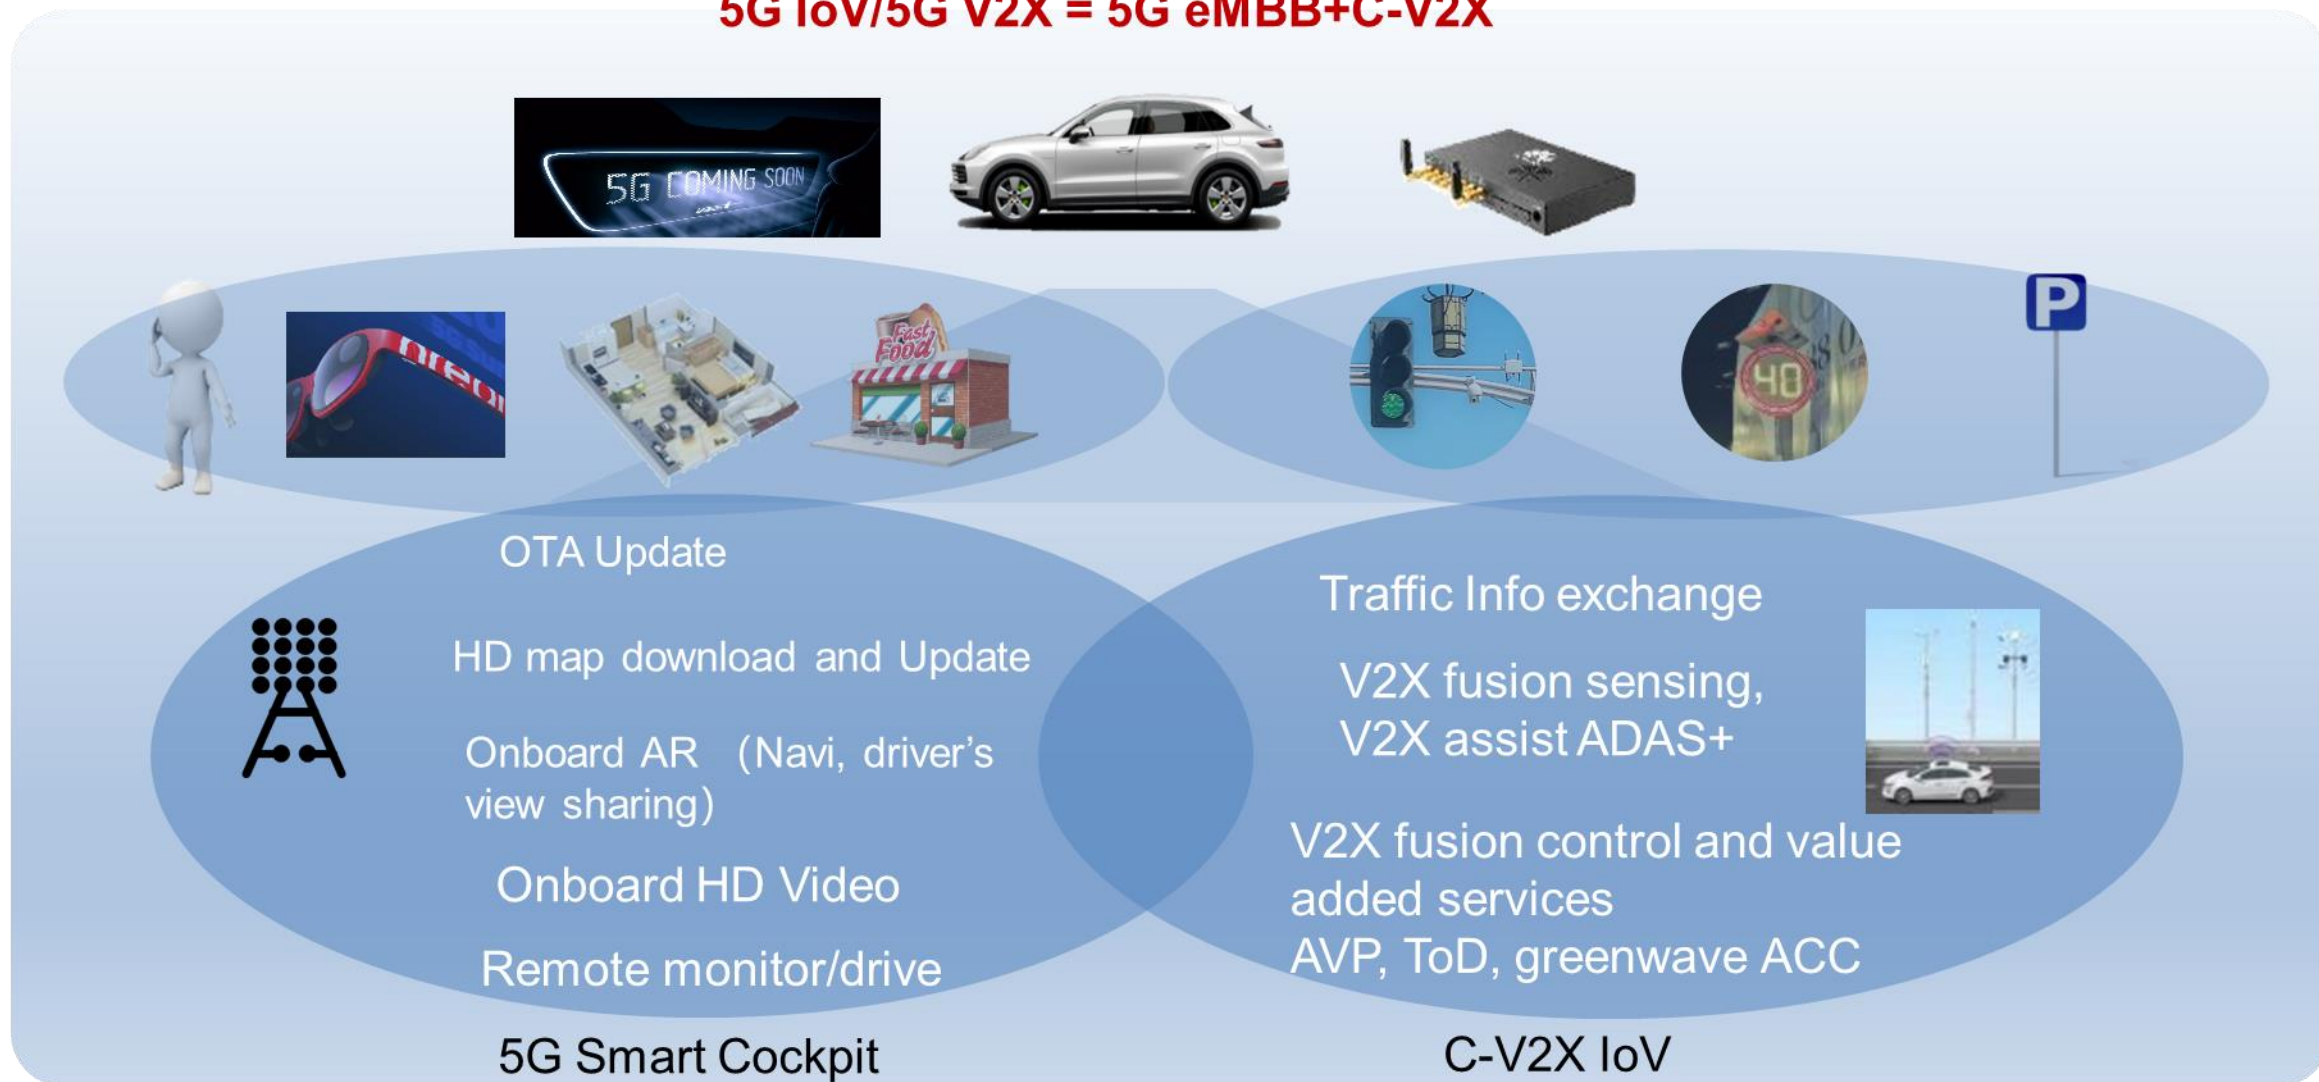 5G IoV/5G V2X = 5G eMBB+C-V2X
5G COMING SOON
Fast
Food
40
P
OTA Update
HD map download and Update
Onboard AR （Navi, driver's
view sharing）
Onboard HD Video
Remote monitor/drive
Traffic Info exchange
V2X fusion sensing,
V2X assist ADAS+
V2X fusion control and value
added services
AVP, ToD, greenwave ACC
5G Smart Cockpit
C-V2X IoV